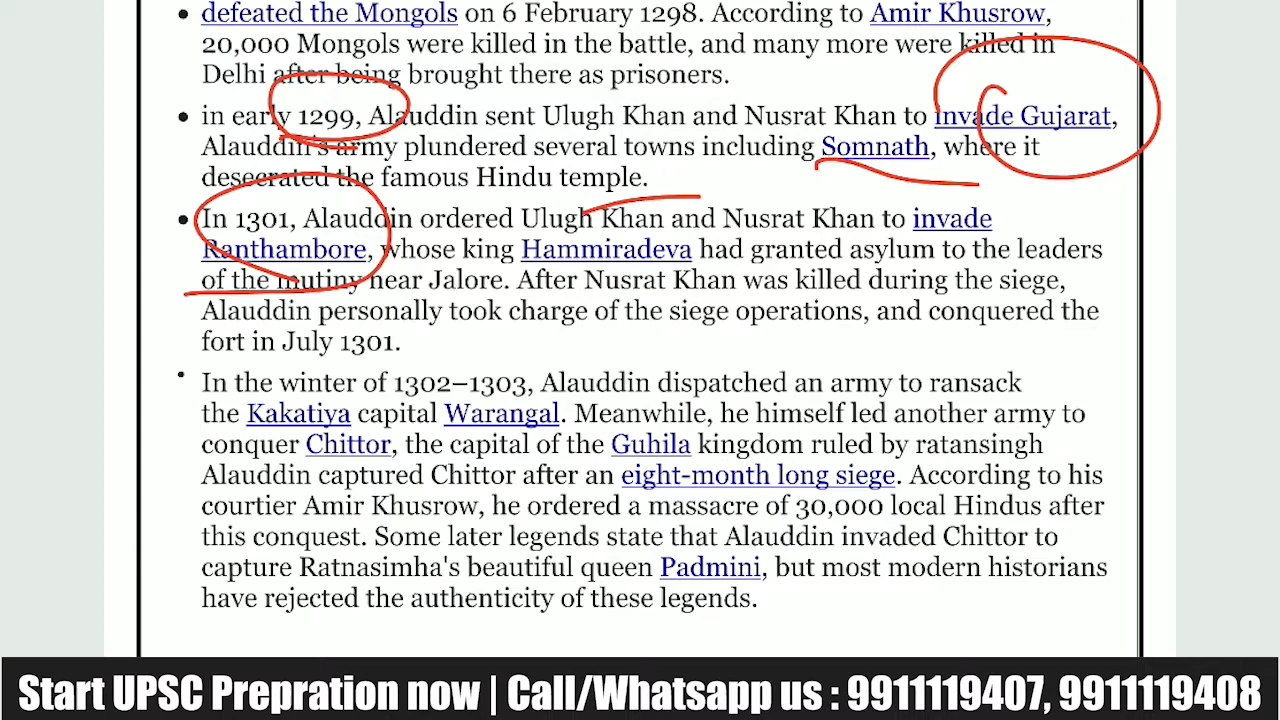 • defeated the Mongols on 6 February 1298. According to Amir Khusrow,
20,000 Mongols were killed in the battle, and many more were killed in
Delhi after being brought there as prisoners.
• in early 1299, Alauddin sent Ulugh Khan and Nusrat Khan to invade Gujarat,
Alauddin's army plundered several towns including Somnath, where it
desecrated the famous Hindu temple.
• In 1301, Alauddin ordered Ulugh Khan and Nusrat Khan to invade
Ranthambore, whose king Hammiradeva had granted asylum to the leaders
of the mutiny near Jalore. After Nusrat Khan was killed during the siege,
Alauddin personally took charge of the siege operations, and conquered the
fort in July 1301.
• In the winter of 1302–1303, Alauddin dispatched an army to ransack
the Kakatiya capital Warangal. Meanwhile, he himself led another army to
conquer Chittor, the capital of the Guhila kingdom ruled by ratansingh
Alauddin captured Chittor after an eight-month long siege. According to his
courtier Amir Khusrow, he ordered a massacre of 30,000 local Hindus after
this conquest. Some later legends state that Alauddin invaded Chittor to
capture Ratnasimha's beautiful queen Padmini, but most modern historians
have rejected the authenticity of these legends.
Start UPSC Prepration now | Call/Whatsapp us : 9911119407, 9911119408